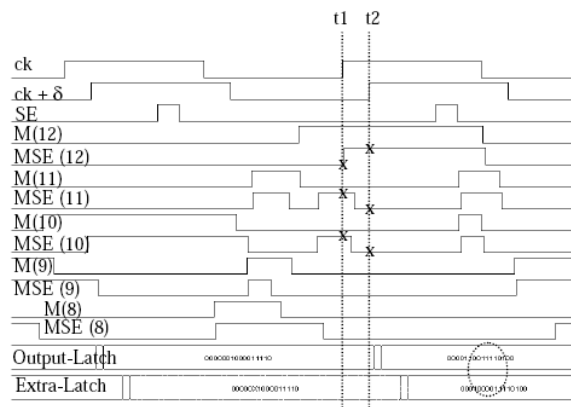 t1 t2
ck
ck + δ
SE
M(12)
MSE (12)
M(11)
MSE (11)
M(10)
MSE (10)
M(9)
MSE (9)
M(8)
MSE (8)
Output-Latch
Extra-Latch